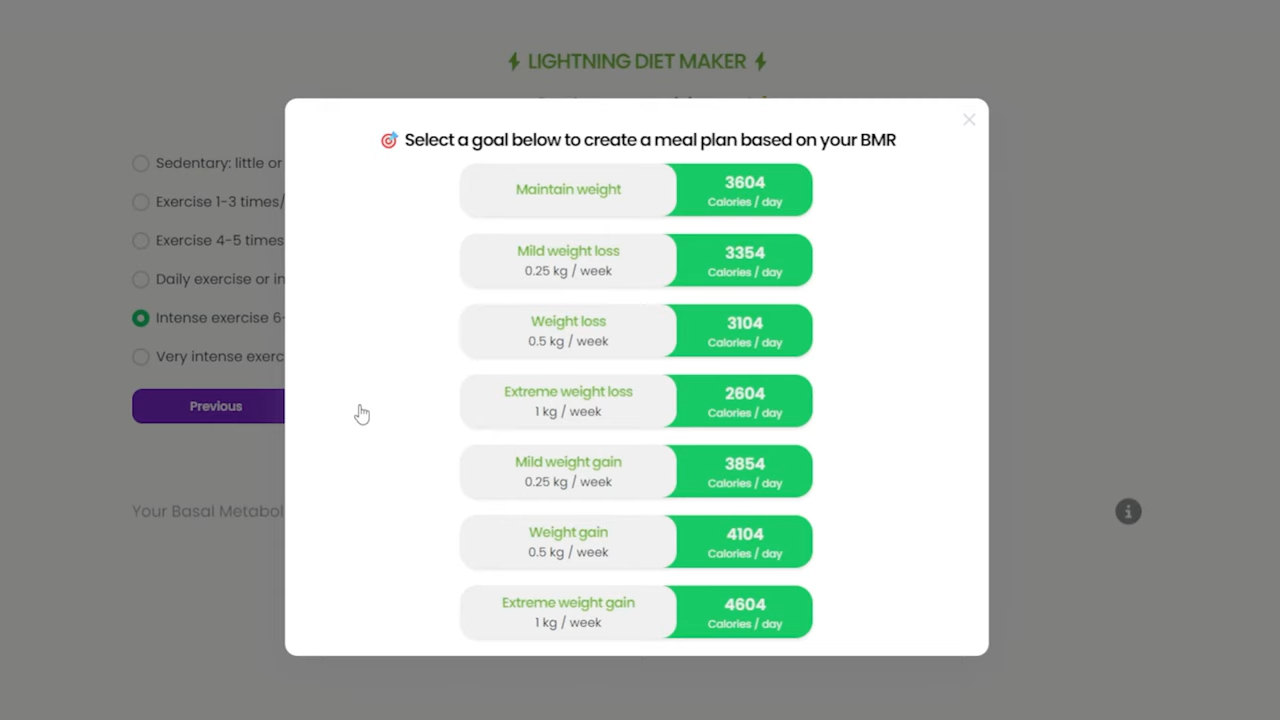 LIGHTNING DIET MAKER
Select a goal below to create a meal plan based on your BMR
Maintain weight
3604
Calories / day
Mild weight loss
0.25 kg / week
3354
Calories / day
Weight loss
0.5 kg / week
3104
Calories / day
Extreme weight loss
1 kg / week
2604
Calories / day
Mild weight gain
0.25 kg / week
3854
Calories / day
Weight gain
0.5 kg / week
4104
Calories / day
Extreme weight gain
1 kg / week
4604
Calories / day
Sedentary: little or
Exercise 1-3 times/
Exercise 4-5 times
Daily exercise or in
Intense exercise 6-
Very intense exerc
Previous
Your Basal Metabol